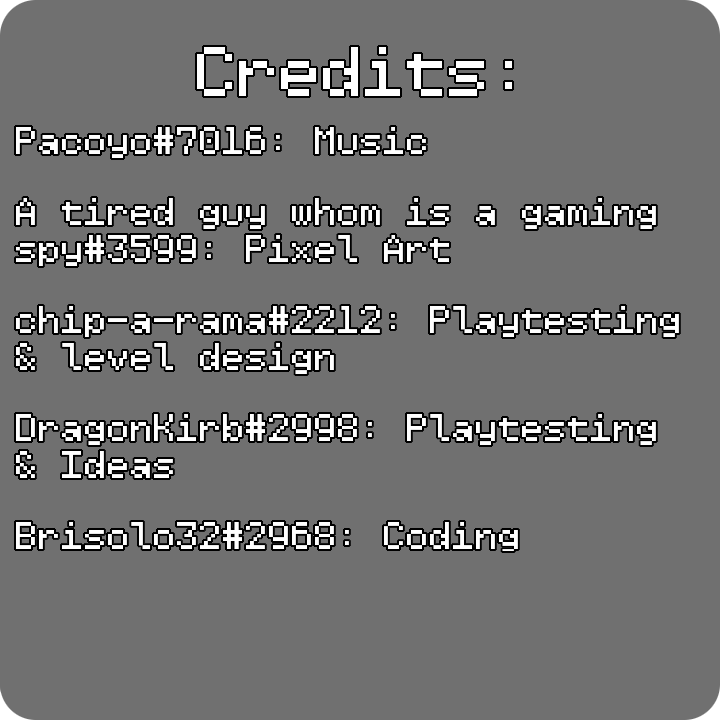 Credits:
Pacoyo#7016: Music
A tired guy whom is a gaming
spy#3599: Pixel Art
chip-a-rama#2212: Playtesting
& level design
DragonKirb#2998: Playtesting
& Ideas
Brisolo32#2968: Coding